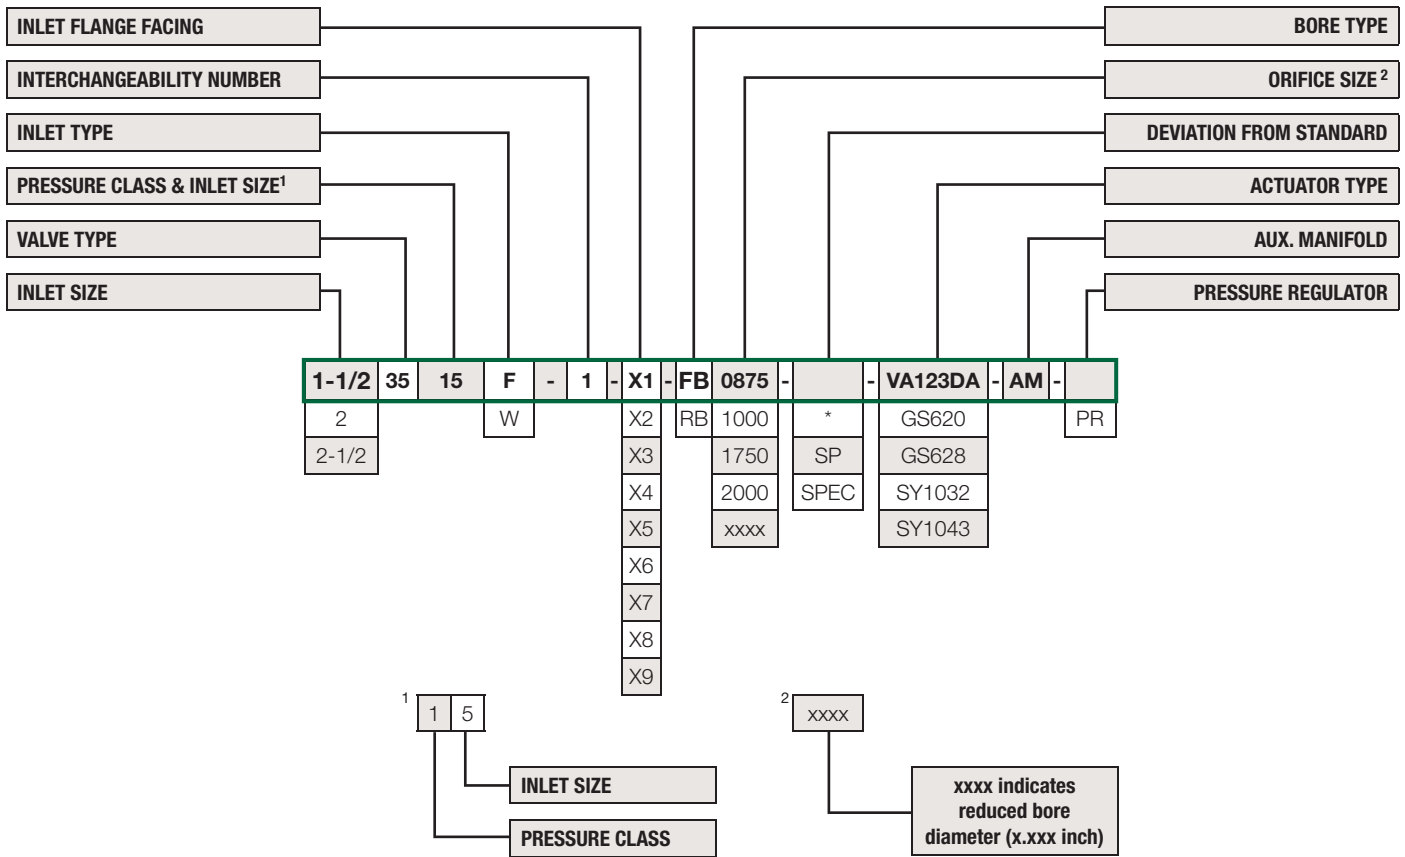 INLET FLANGE FACING
BORE TYPE
INTERCHANGEABILITY NUMBER
ORIFICE SIZE 2
INLET TYPE
DEVIATION FROM STANDARD
PRESSURE CLASS & INLET SIZE1
ACTUATOR TYPE
VALVE TYPE
AUX. MANIFOLD
INLET SIZE
PRESSURE REGULATOR
1-1/2 35 15 F - 1 - X1 - FB 0875 - - VA123DA - AM -
2 W X2 RB 1000 * GS620 PR
2-1/2 X3 1750 SP GS628
X4 2000 SPEC SY1032
X5 xxxx SY1043
X6
X7
X8
X9
1 1 5
2 xxxx
INLET SIZE
PRESSURE CLASS
xxxx indicates
reduced bore
diameter (x.xxx inch)